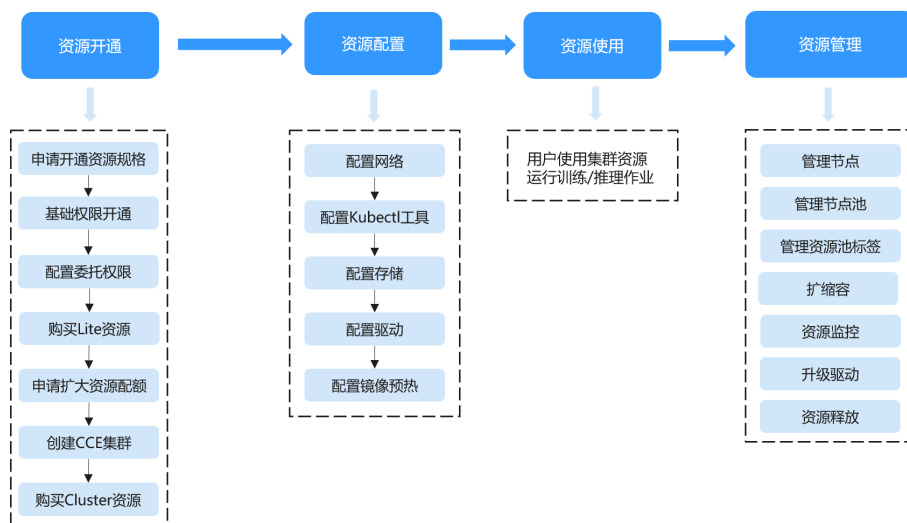 资源开通
资源配置
资源使用
资源管理
申请开通资源规格
基础权限开通
配置委托权限
购买Lite资源
申请扩大资源配额
创建CCE集群
购买Cluster资源
配置网络
配置Kubectl工具
配置存储
配置驱动
配置镜像预热
用户使用集群资源
运行训练/推理作业
管理节点
管理节点池
管理资源池标签
扩缩容
资源监控
升级驱动
资源释放